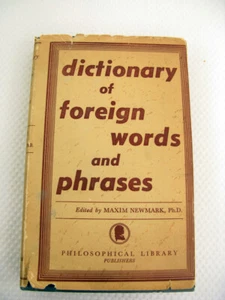 dictionary
of
foreign
words
and
phrases
Edited by MAXIM NEWMARK, Ph.D.
PHILOSOPHICAL LIBRARY
PUBLISHERS